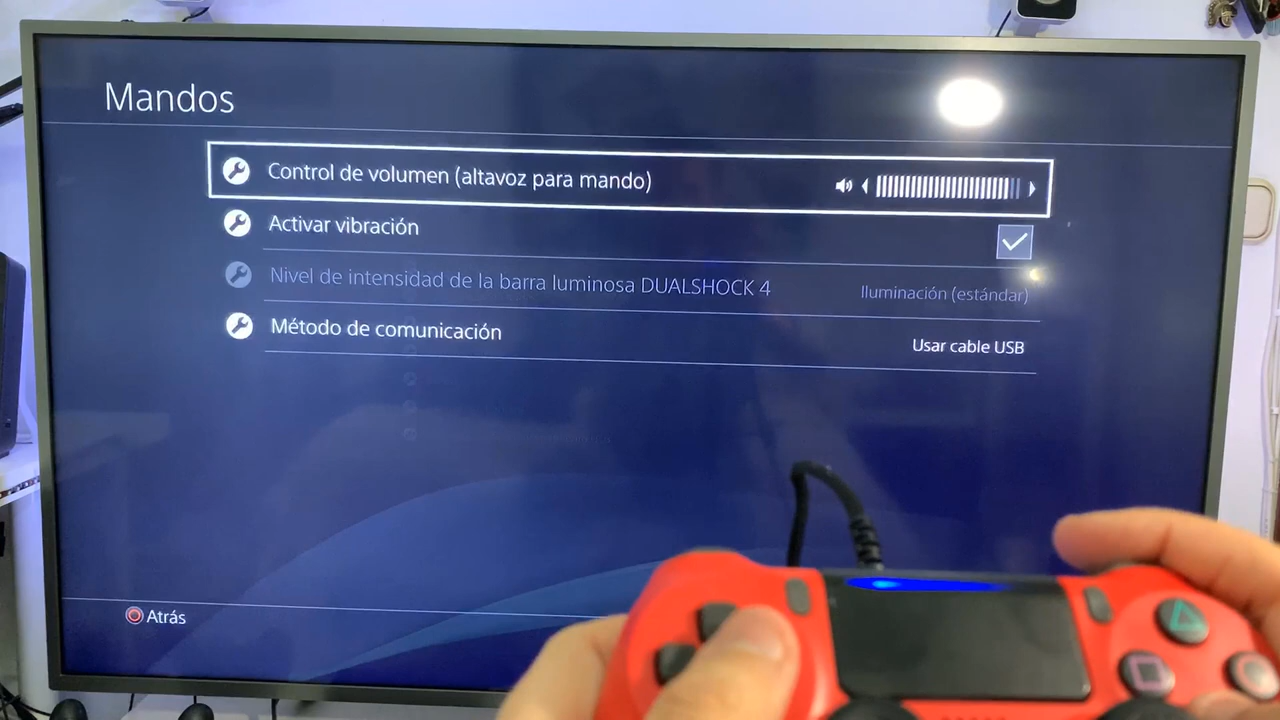 Mandos
Control de volumen (altavoz para mando)
Activar vibración
Nivel de intensidad de la barra luminosa DUALSHOCK 4
Iluminación (estándar)
Método de comunicación
Usar cable USB
Atrás